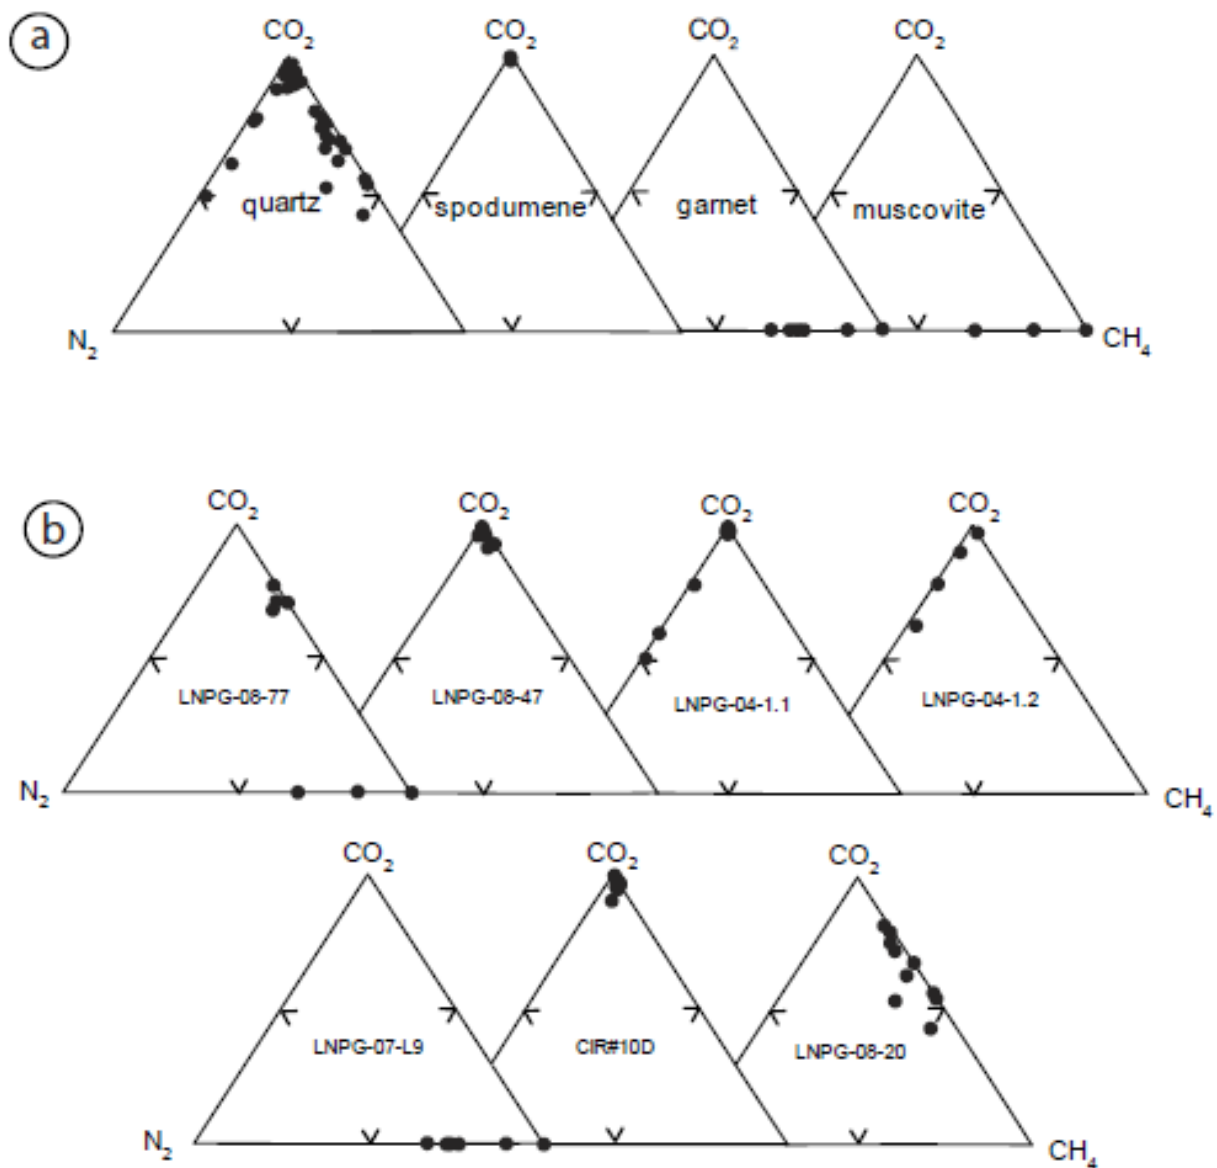 a
CO₂ CO₂ CO₂ CO₂
quartz spodumene garnet muscovite
N₂ CH₄
b
CO₂ CO₂ CO₂ CO₂
LNPG-08-77 LNPG-08-47 LNPG-04-1.1 LNPG-04-1.2
N₂ CH₄
CO₂ CO₂ CO₂
LNPG-07-L9 CIR#10D LNPG-08-20
N₂ CH₄